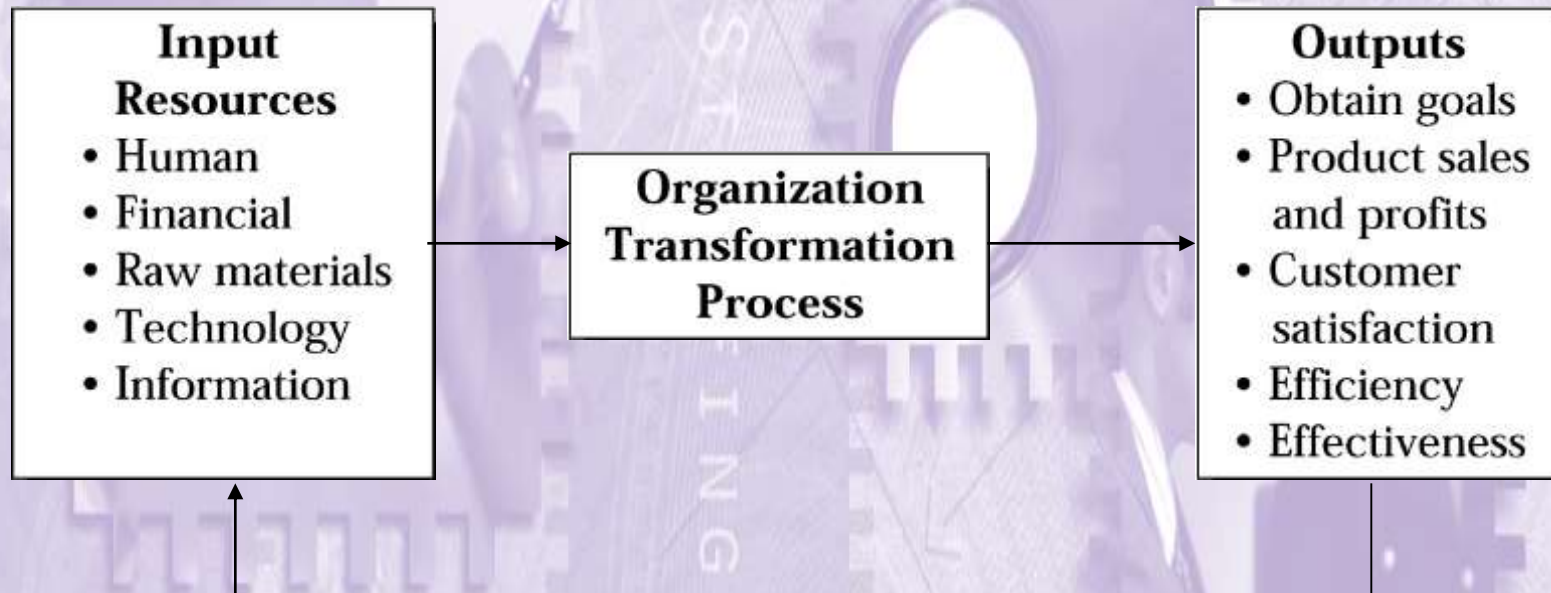 Input
Resources
• Human
• Financial
• Raw materials
• Technology
• Information
Organization
Transformation
Process
Outputs
• Obtain goals
• Product sales
and profits
• Customer
satisfaction
• Efficiency
• Effectiveness
ING